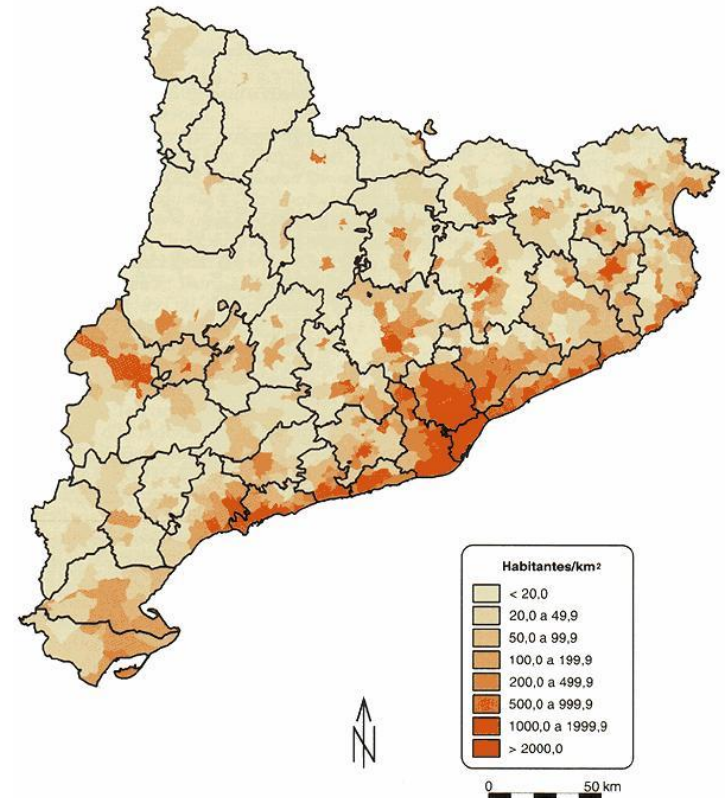 Habitantes/km²
< 20,0
20,0 a 49,9
50,0 a 99,9
100,0 a 199,9
200,0 a 499,9
500,0 a 999,9
1000,0 a 1999,9
> 2000,0
N
0 50 km